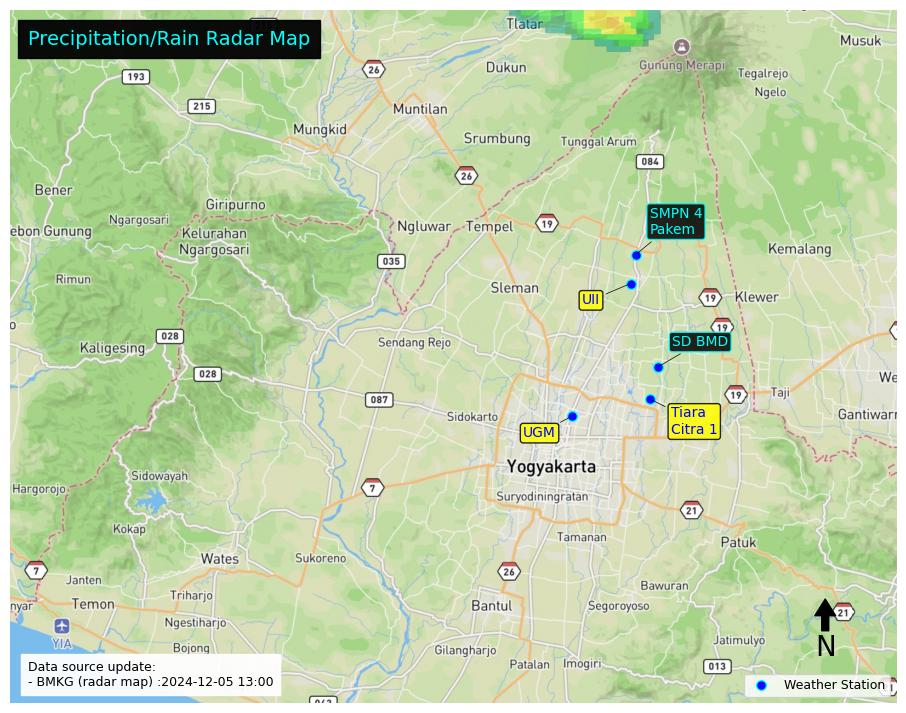 Tlatar
Precipitation/Rain Radar Map
Musuk
26
Gunung Merapi
Dukun
193
Tegalrejo
Ngelo
215
Muntilan
Mungkid
Srumbung
Tunggal Arum
084
26
Bener
Giripurno
Ngargosari
SMPN 4
Pakem
ebon Gunung
Kelurahan
Ngargosari
Ngluwar
Tempel
19
Kemalang
035
Rimun
Sleman
UII
19
Klewer
19
028
Kaligesing
Sendang Rejo
SD BMD
028
We
087
19
Taji
Sidokarto
Tiara
Citra 1
Gantiwarn
UGM
Yogyakarta
Sidowayah
Hargorojo
7
Suryodiningratan
21
Kokap
Tamanan
Patuk
Wates
Sukoreno
7
Janten
26
Bawuran
Triharjo
nyar
Temon
Bantul
Segoroyoso
21
Ngestiharjo
YIA
Bojong
Gilangharjo
Jatimulyo
N
Patalan
Imogiri
013
Data source update:
- BMKG (radar map) :2024-12-05 13:00
Weather Station